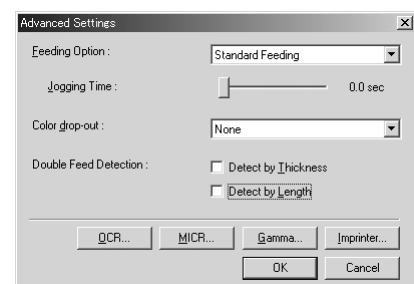 Advanced Settings
Feeding Option :
Standard Feeding
Jogging Time :
0.0 sec
Color drop-out :
None
Double Feed Detection :
Detect by Thickness
Detect by Length
OCR...
MICR...
Gamma...
Imprinter...
OK
Cancel